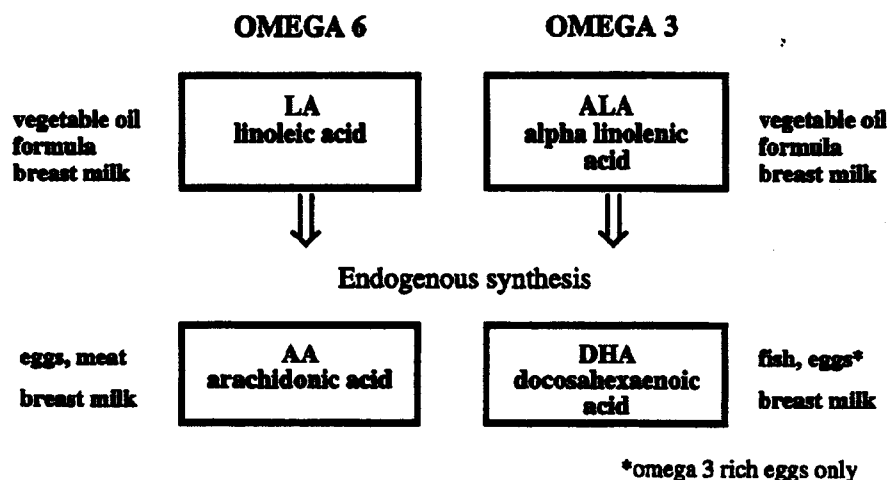 OMEGA 6
OMEGA 3
vegetable oil
formula
breast milk
LA
linoleic acid
ALA
alpha linolenic
acid
vegetable oil
formula
breast milk
Endogenous synthesis
eggs, meat
breast milk
AA
arachidonic acid
DHA
docosahexaenoic
acid
fish, eggs*
breast milk
*omega 3 rich eggs only